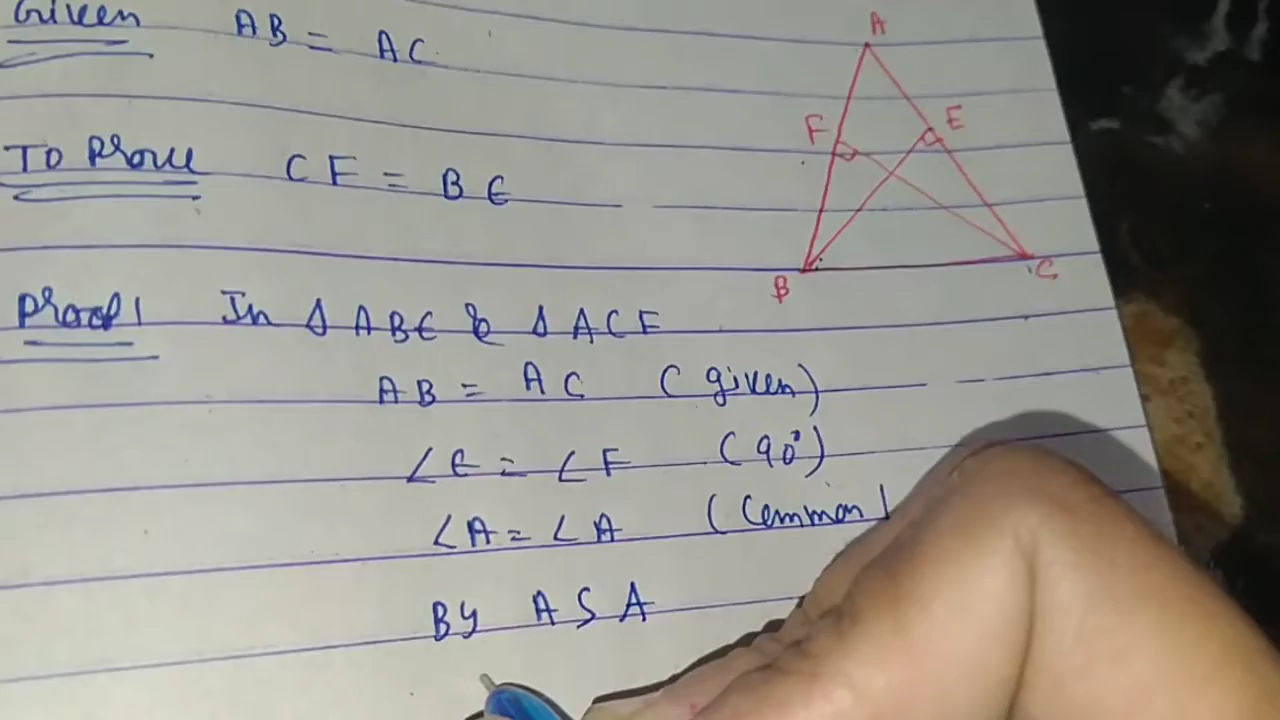 Given AB = AC
To Prove CF = BE
Proof In Δ ABE & Δ ACF
AB = AC (given)
∠E = ∠F (90°)
∠A = ∠A (Common)
By ASA
A
F
E
B
C